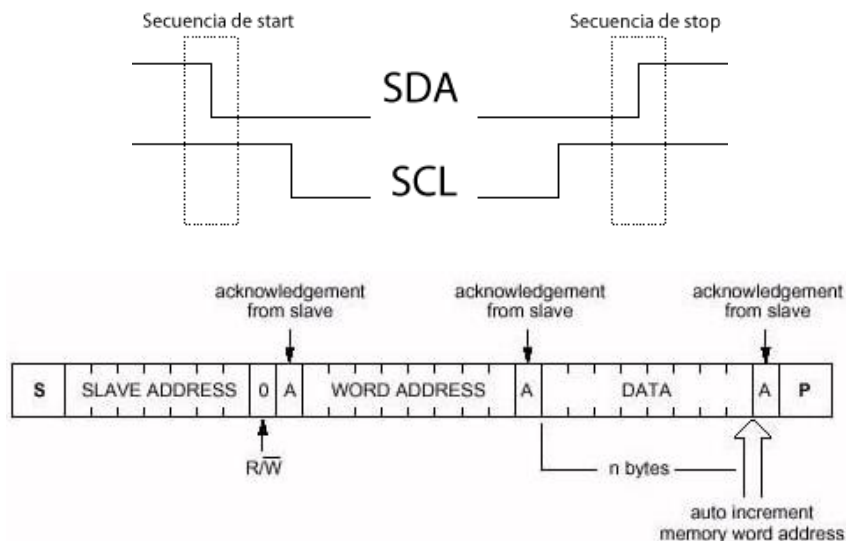 Secuencia de start Secuencia de stop
SDA
SCL
acknowledgement acknowledgement acknowledgement
from slave from slave from slave
S SLAVE ADDRESS 0 A WORD ADDRESS A DATA A P
R/W̅
n bytes
auto increment
memory word address